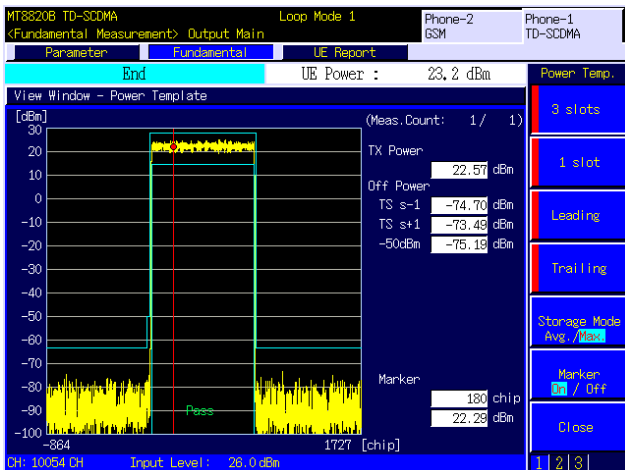 MT8820B TD-SCDMA Loop Mode 1 Phone-2 Phone-1
<Fundamental Measurement> Output Main GSM TD-SCDMA
Parameter Fundamental UE Report
End UE Power : 23.2 dBm Power Temp.
View Window - Power Template
[dBm] (Meas.Count: 1/ 1) 3 slots
30
20 TX Power
22.57 dBm 1 slot
10 Off Power
0 TS s-1 -74.70 dBm Leading
-10 TS s+1 -73.49 dBm
-20 -50dBm -75.19 dBm
-30 Trailing
-40
-50 Storage Mode
-60 Avg./Max.
-70
-80 Marker Marker
180 chip On / Off
-90 Pass 22.29 dBm
-100 Close
-864 1727 [chip]
CH: 10054 CH Input Level: 26.0 dBm 1 2 3